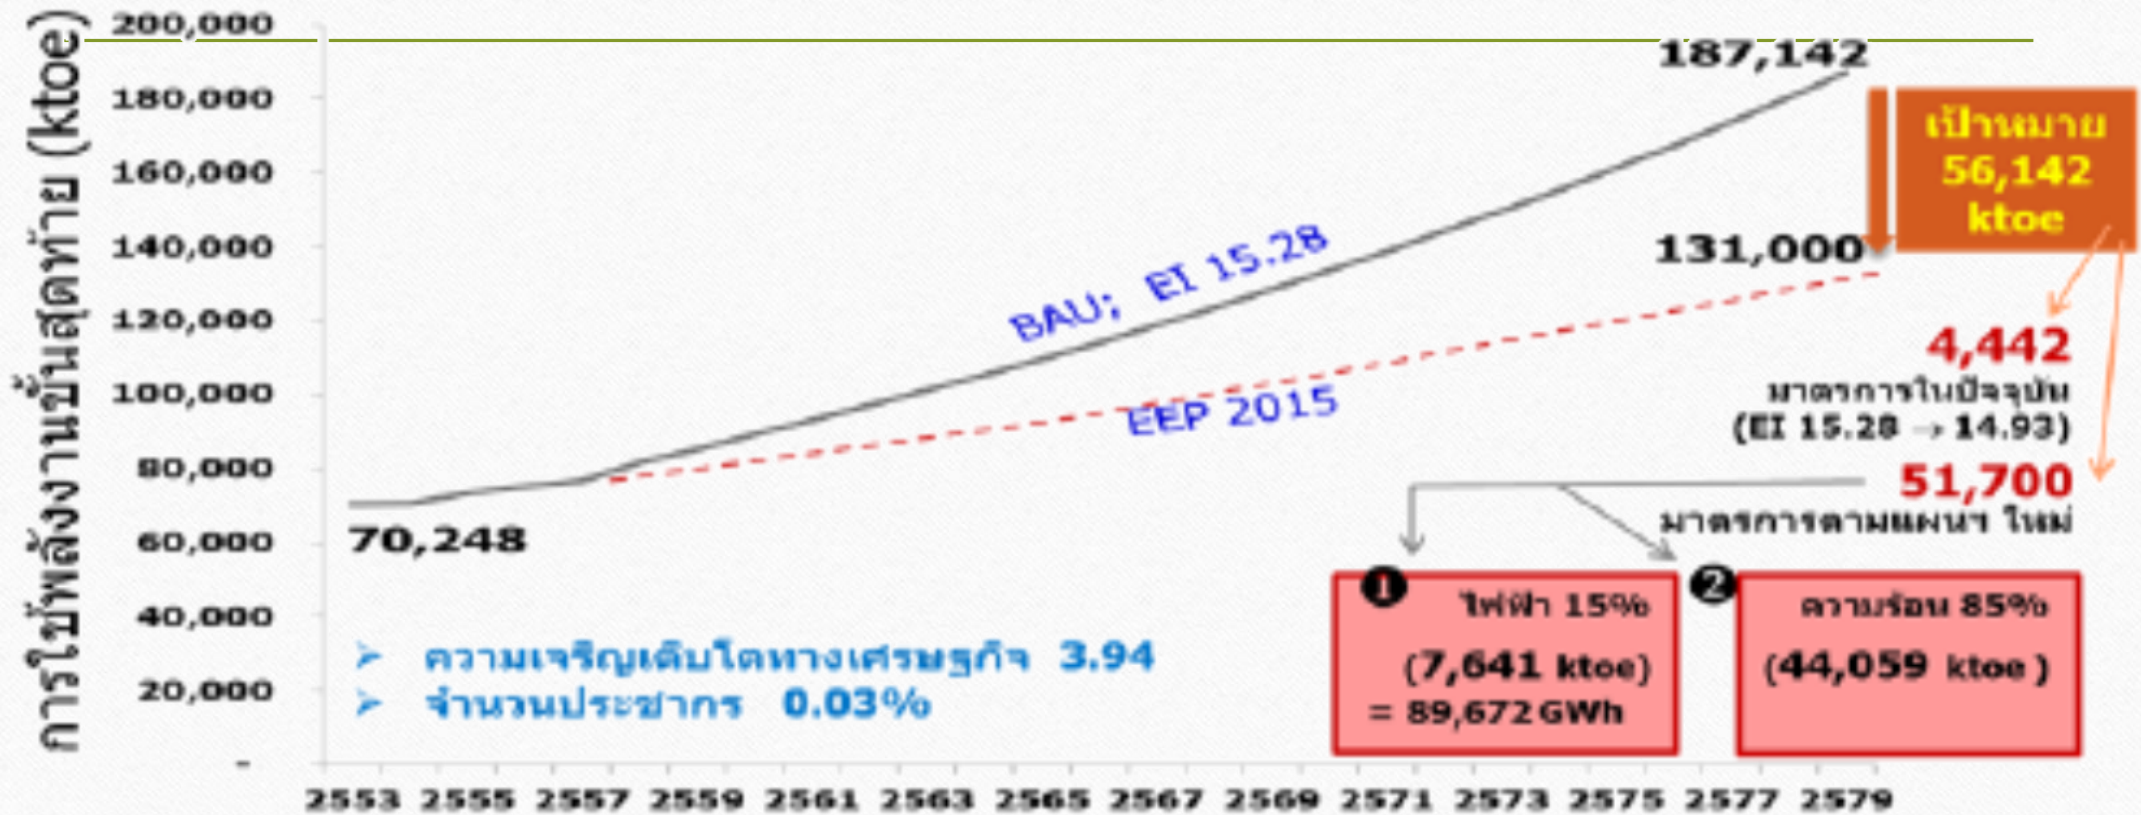 การใช้พลังงานขั้นสุดท้าย (ktoe)
200,000
180,000
160,000
140,000
120,000
100,000
80,000
60,000
40,000
20,000
-
187,142
เป้าหมาย
56,142
ktoe
131,000
BAU; EI 15.28
EEP 2015
4,442
มาตรการในปัจจุบัน
(EI 15.28 → 14.93)
51,700
มาตรการตามแผนฯ ใหม่
70,248
➢ ความเจริญเติบโตทางเศรษฐกิจ 3.94
➢ จำนวนประชากร 0.03%
❶ ไฟฟ้า 15%
(7,641 ktoe)
= 89,672 GWh
❷ ความร้อน 85%
(44,059 ktoe )
2553 2555 2557 2559 2561 2563 2565 2567 2569 2571 2573 2575 2577 2579